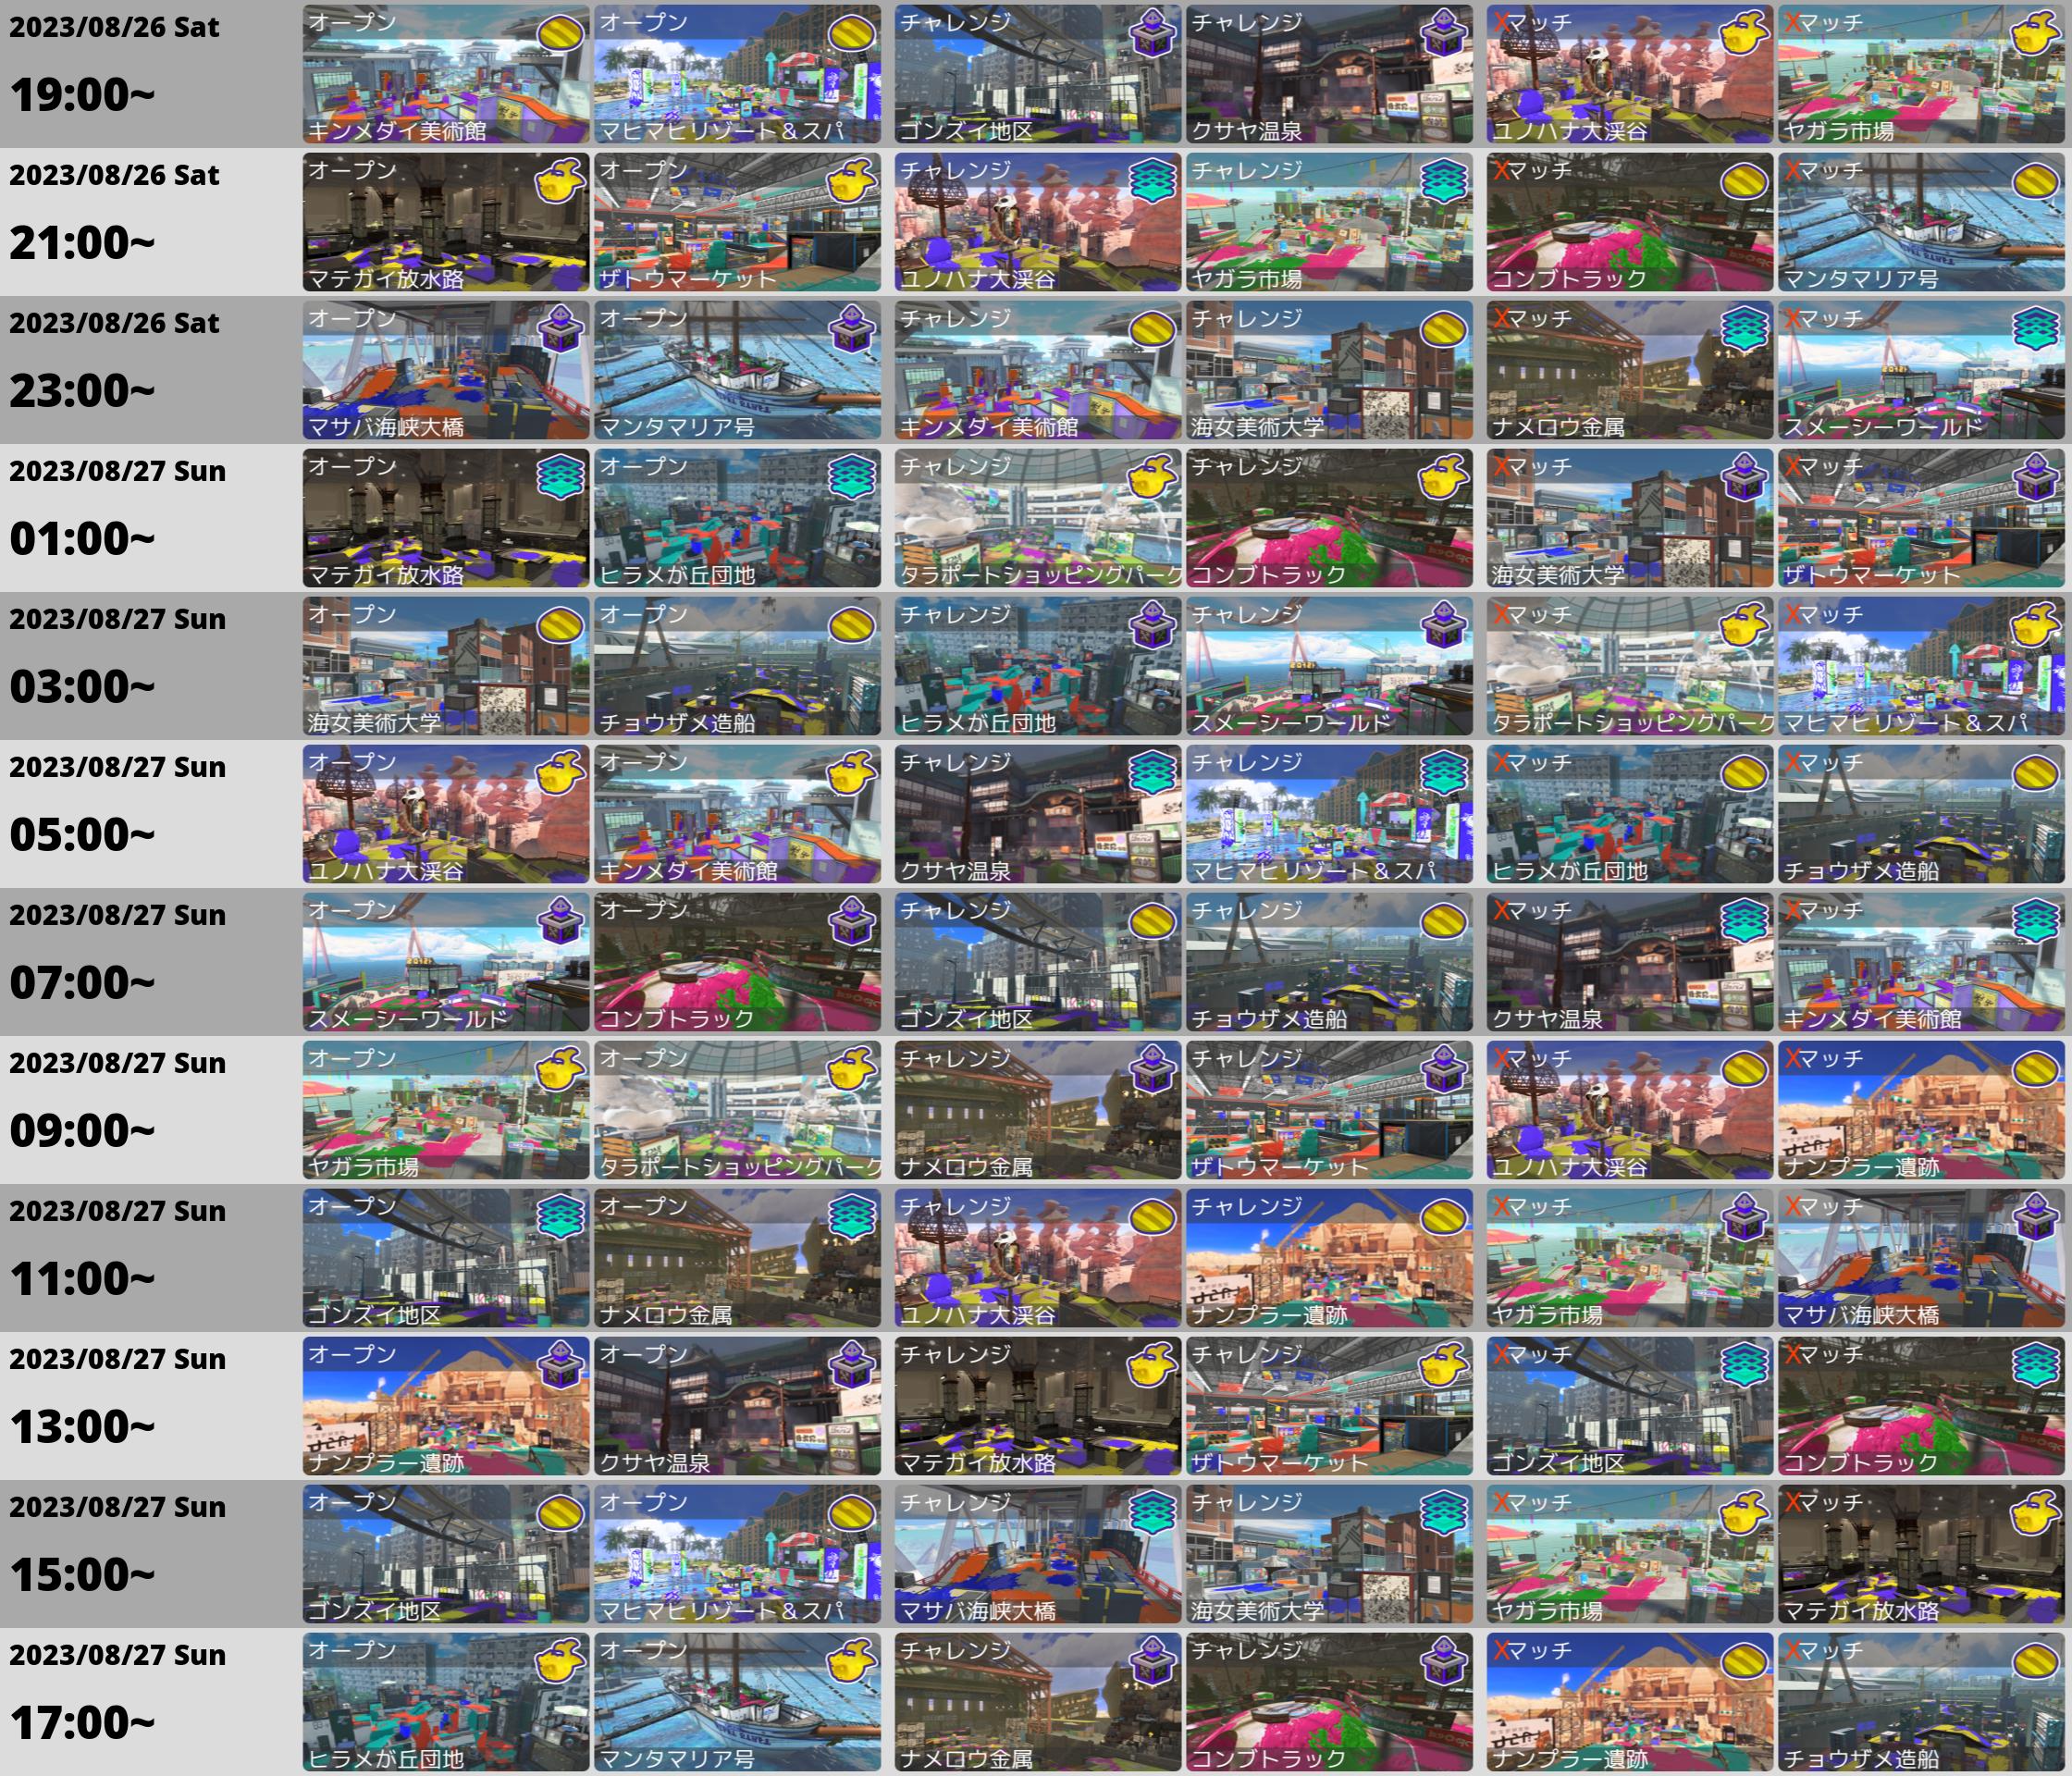 2023/08/26 Sat
19:00~
オープン オープン チャレンジ チャレンジ Xマッチ Xマッチ
キンメダイ美術館 マヒマヒリゾート＆スパ ゴンズイ地区 クサヤ温泉 ユノハナ大渓谷 ヤガラ市場
2023/08/26 Sat
21:00~
オープン オープン チャレンジ チャレンジ Xマッチ Xマッチ
マテガイ放水路 ザトウマーケット ユノハナ大渓谷 ヤガラ市場 コンブトラック マンタマリア号
2023/08/26 Sat
23:00~
オープン オープン チャレンジ チャレンジ Xマッチ Xマッチ
マサバ海峡大橋 マンタマリア号 キンメダイ美術館 海女美術大学 ナメロウ金属 スメーシーワールド
2023/08/27 Sun
01:00~
オープン オープン チャレンジ チャレンジ Xマッチ Xマッチ
マテガイ放水路 ヒラメが丘団地 タラポートショッピングパーク コンブトラック 海女美術大学 ザトウマーケット
2023/08/27 Sun
03:00~
オープン オープン チャレンジ チャレンジ Xマッチ Xマッチ
海女美術大学 チョウザメ造船 ヒラメが丘団地 スメーシーワールド タラポートショッピングパーク マヒマヒリゾート＆スパ
2023/08/27 Sun
05:00~
オープン オープン チャレンジ チャレンジ Xマッチ Xマッチ
ユノハナ大渓谷 キンメダイ美術館 クサヤ温泉 マヒマヒリゾート＆スパ ヒラメが丘団地 チョウザメ造船
2023/08/27 Sun
07:00~
オープン オープン チャレンジ チャレンジ Xマッチ Xマッチ
スメーシーワールド コンブトラック ゴンズイ地区 チョウザメ造船 クサヤ温泉 キンメダイ美術館
2023/08/27 Sun
09:00~
オープン オープン チャレンジ チャレンジ Xマッチ Xマッチ
ヤガラ市場 タラポートショッピングパーク ナメロウ金属 ザトウマーケット ユノハナ大渓谷 ナンプラー遺跡
2023/08/27 Sun
11:00~
オープン オープン チャレンジ チャレンジ Xマッチ Xマッチ
ゴンズイ地区 ナメロウ金属 ユノハナ大渓谷 ナンプラー遺跡 ヤガラ市場 マサバ海峡大橋
2023/08/27 Sun
13:00~
オープン オープン チャレンジ チャレンジ Xマッチ Xマッチ
ナンプラー遺跡 クサヤ温泉 マテガイ放水路 ザトウマーケット ゴンズイ地区 コンブトラック
2023/08/27 Sun
15:00~
オープン オープン チャレンジ チャレンジ Xマッチ Xマッチ
ゴンズイ地区 マヒマヒリゾート＆スパ マサバ海峡大橋 海女美術大学 ヤガラ市場 マテガイ放水路
2023/08/27 Sun
17:00~
オープン オープン チャレンジ チャレンジ Xマッチ Xマッチ
ヒラメが丘団地 マンタマリア号 ナメロウ金属 コンブトラック ナンプラー遺跡 チョウザメ造船